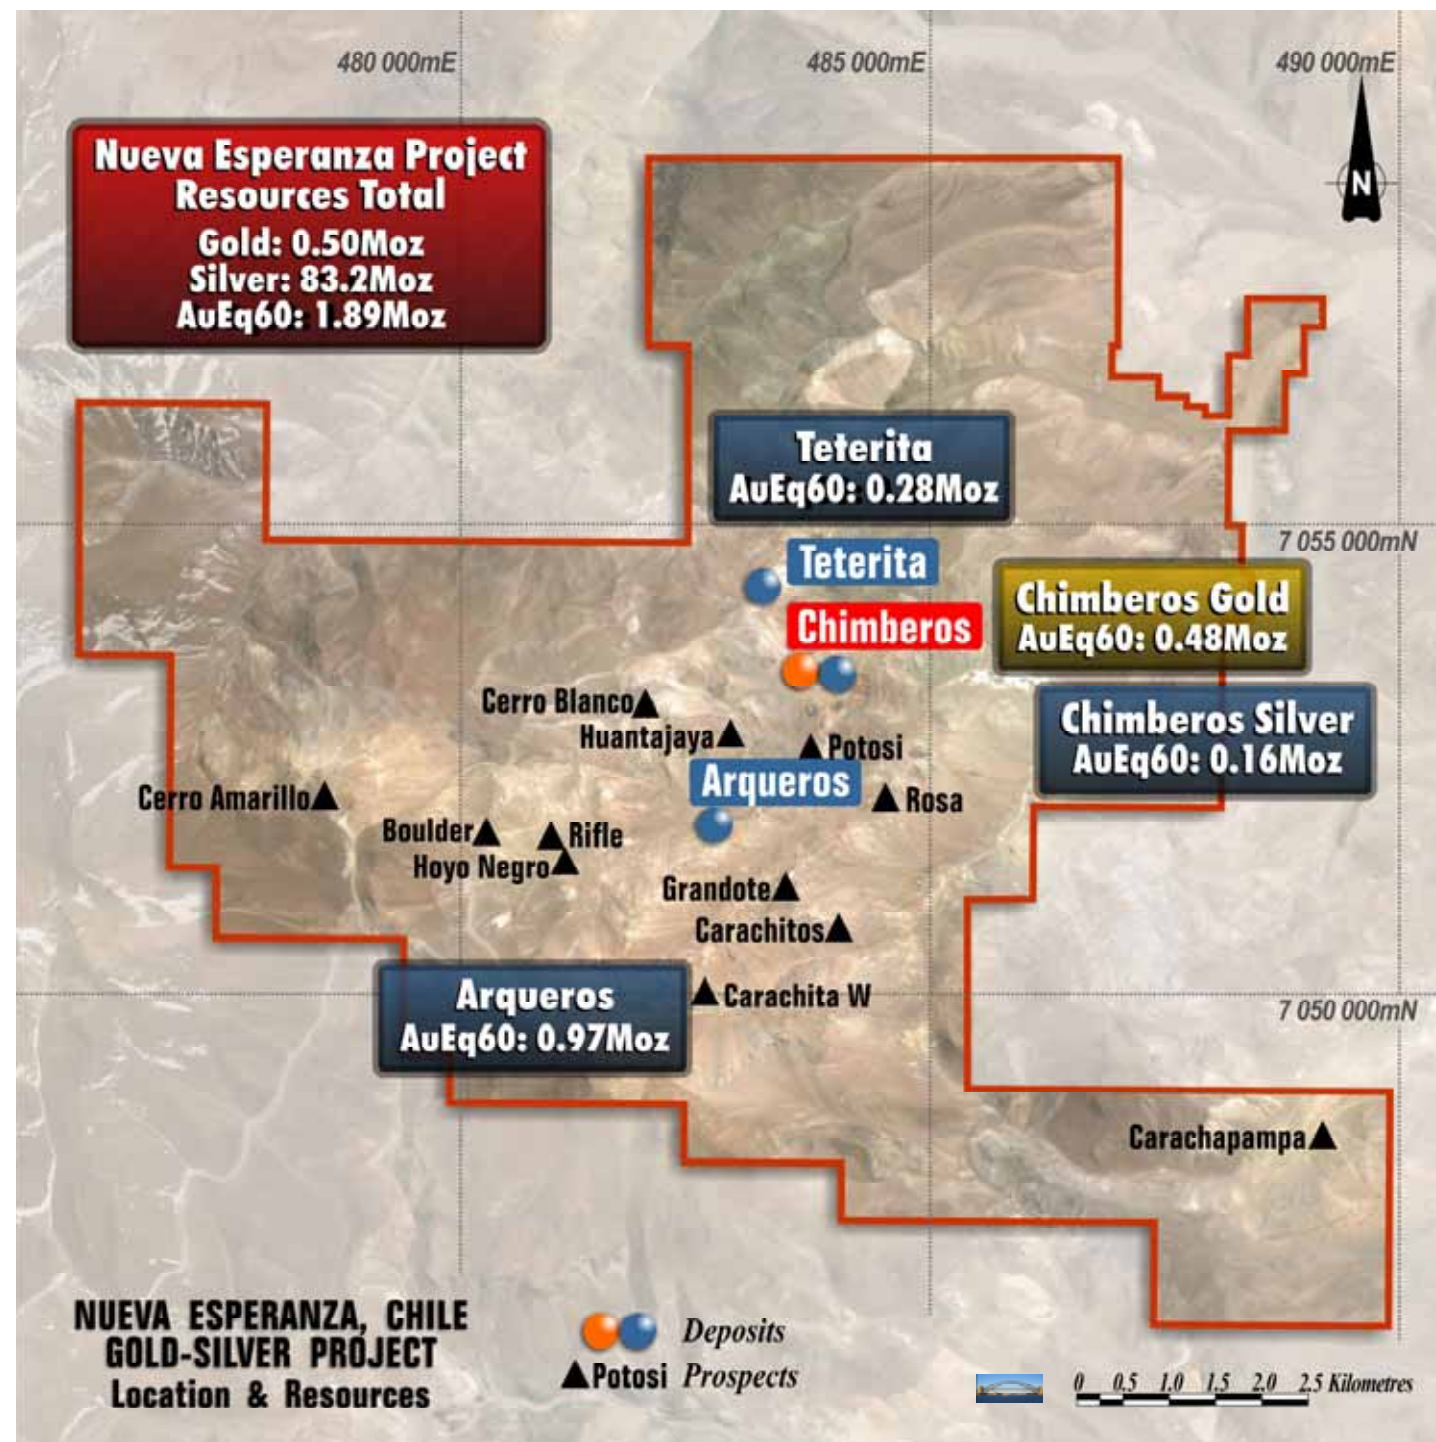 480 000mE
485 000mE
490 000mE
N
Nueva Esperanza Project
Resources Total
Gold: 0.50Moz
Silver: 83.2Moz
AuEq60: 1.89Moz
Teterita
AuEq60: 0.28Moz
7 055 000mN
Teterita
Chimberos Gold
AuEq60: 0.48Moz
Chimberos
Cerro Blanco
Huantajaya
Potosi
Chimberos Silver
AuEq60: 0.16Moz
Arqueros
Cerro Amarillo
Rosa
Boulder
Rifle
Hoyo Negro
Grandote
Carachitos
Arqueros
AuEq60: 0.97Moz
Carachita W
7 050 000mN
Carachapampa
NUEVA ESPERANZA, CHILE
GOLD-SILVER PROJECT
Location & Resources
Deposits
Potosi Prospects
0 0.5 1.0 1.5 2.0 2.5 Kilometres